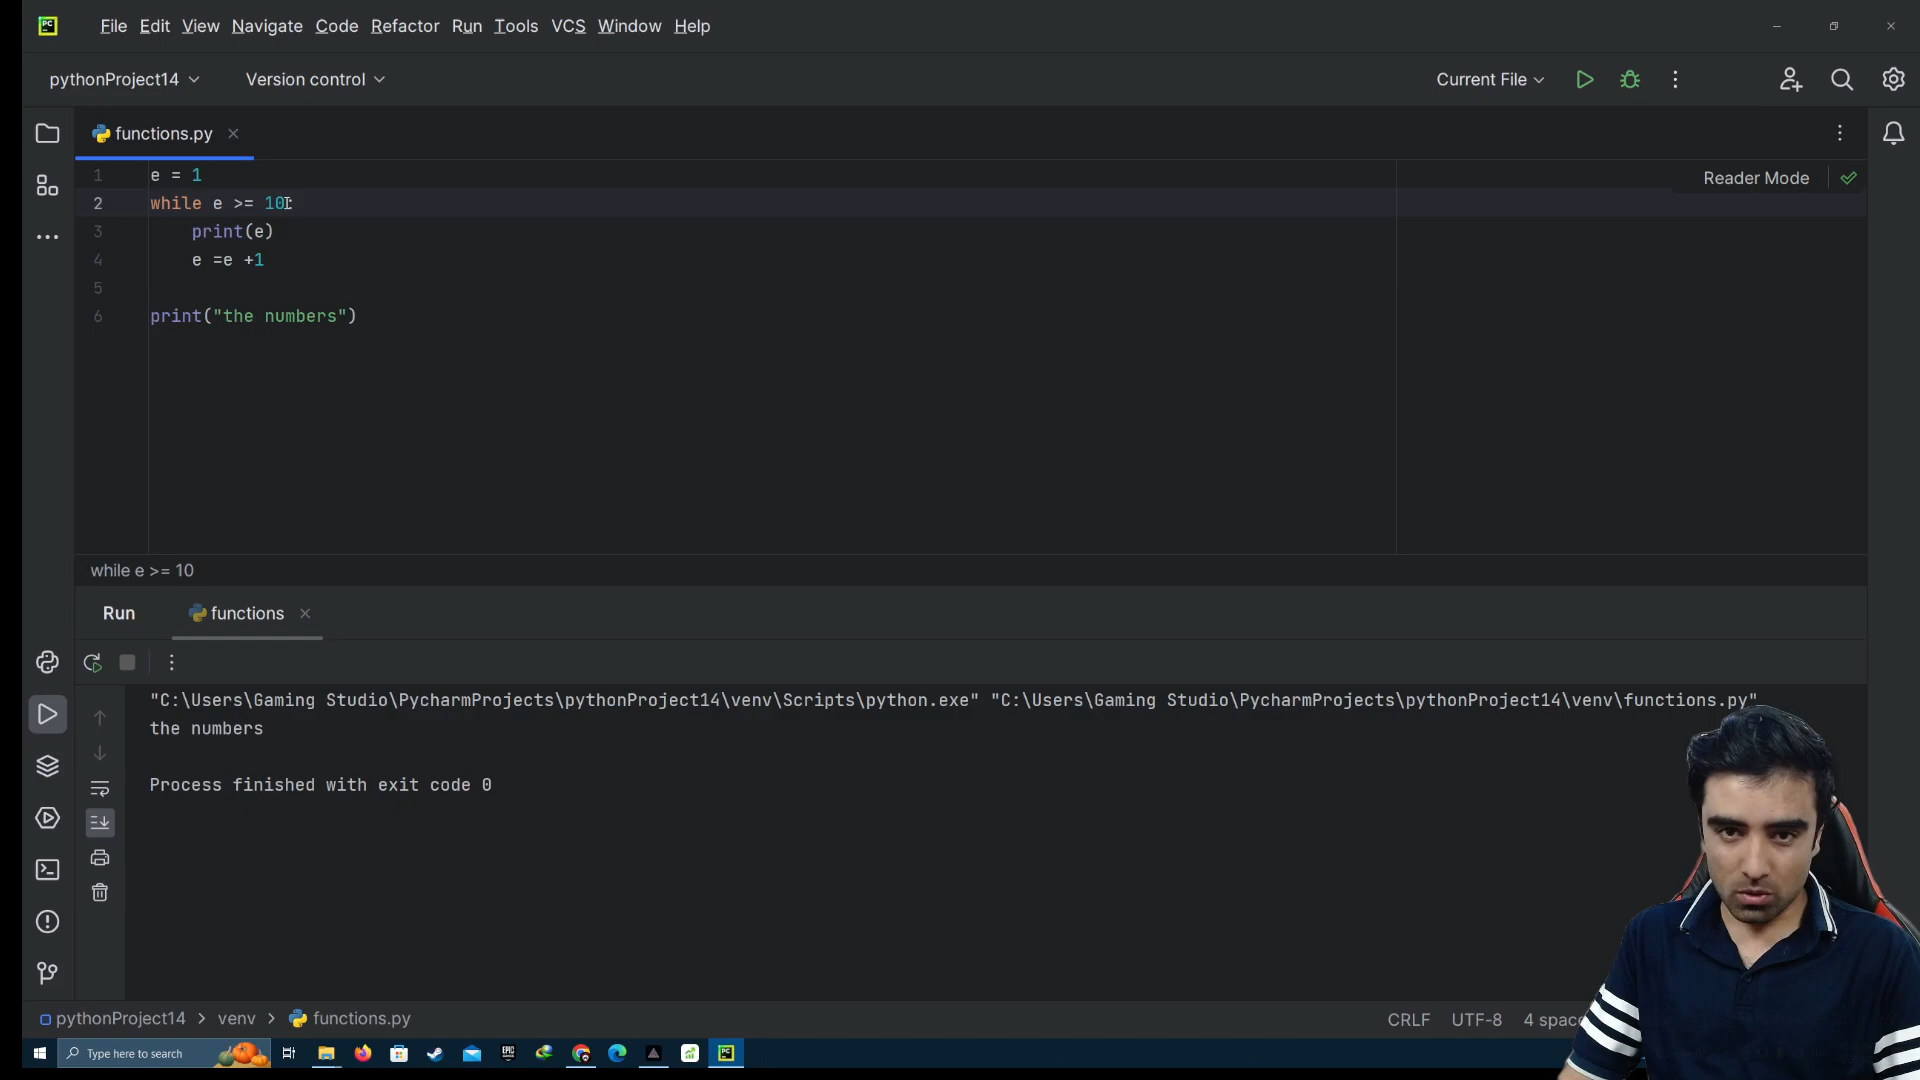 PC File Edit View Navigate Code Refactor Run Tools VCS Window Help
pythonProject14 Version control Current File
functions.py
Reader Mode
1 e = 1
2 while e >= 10:
3 print(e)
4 e =e +1
5
6 print("the numbers")
while e >= 10
Run functions
"C:\Users\Gaming Studio\PycharmProjects\pythonProject14\venv\Scripts\python.exe" "C:\Users\Gaming Studio\PycharmProjects\pythonProject14\venv\functions.py"
the numbers
Process finished with exit code 0
pythonProject14 > venv > functions.py CRLF UTF-8 4 spac
Type here to search EPIC PC